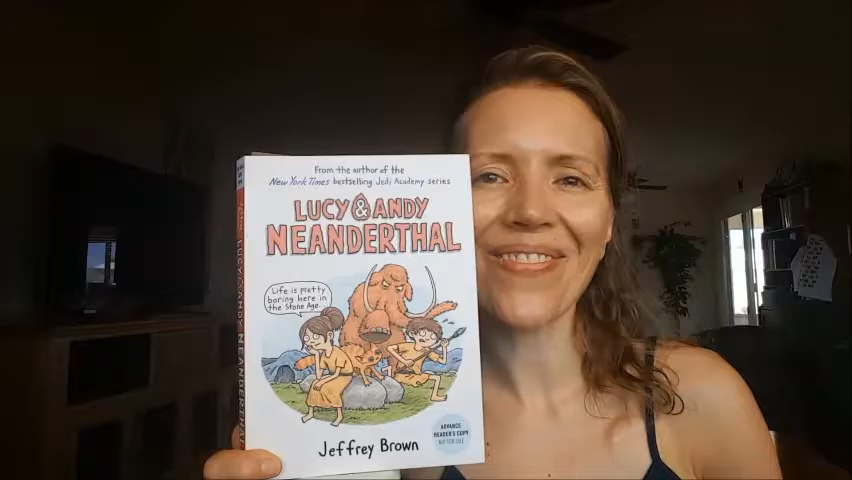 From the author of the
New York Times bestselling Jedi Academy series
LUCY & ANDY
NEANDERTHAL
Life is pretty
boring here in
the Stone Age...
ADVANCE
READER'S COPY
NOT FOR SALE
Jeffrey Brown
LUCY & ANDY NEANDERTHAL